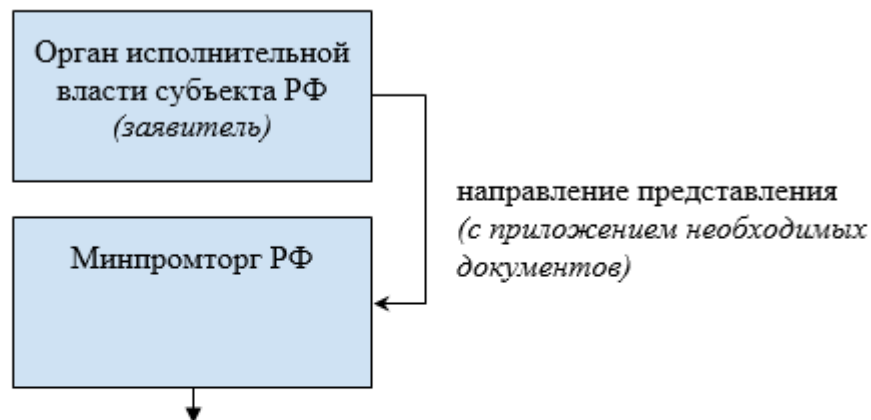 Орган исполнительной
власти субъекта РФ
(заявитель)
направление представления
(с приложением необходимых
документов)
Минпромторг РФ